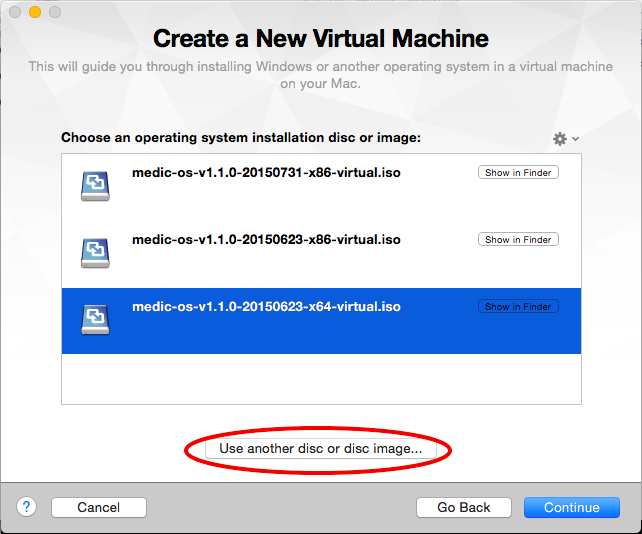 Create a New Virtual Machine
This will guide you through installing Windows or another operating system in a virtual machine
on your Mac.
Choose an operating system installation disc or image:
medic-os-v1.1.0-20150731-x86-virtual.iso
Show in Finder
medic-os-v1.1.0-20150623-x86-virtual.iso
Show in Finder
medic-os-v1.1.0-20150623-x64-virtual.iso
Show in Finder
Use another disc or disc image...
?
Cancel
Go Back
Continue